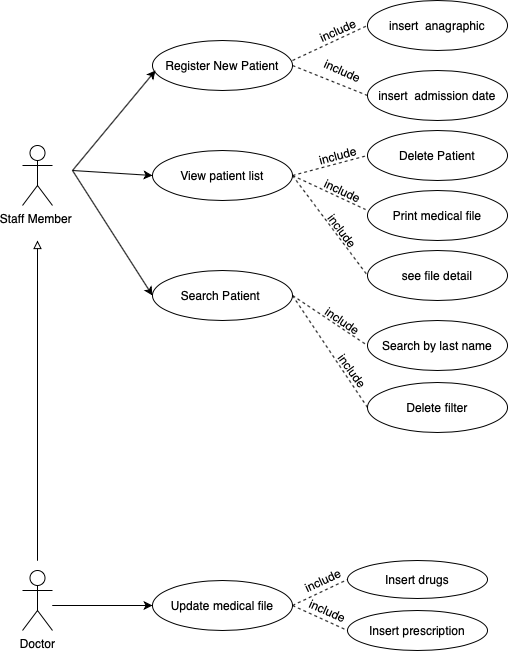 include
insert  anagraphic
Register New Patient
include
insert  admission date
Staff Member
View patient list
include
Delete Patient
include
Print medical file
include
see file detail
Search Patient
include
Search by last name
include
Delete filter
Doctor
Update medical file
include
Insert drugs
include
Insert prescription